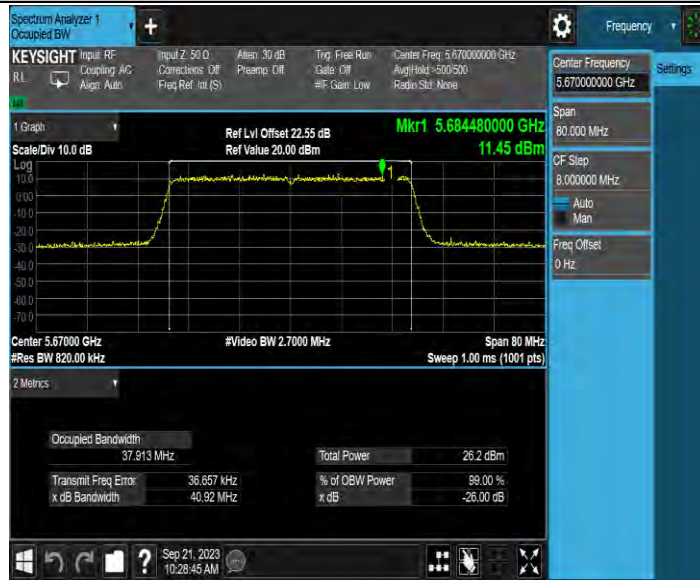 Spectrum Analyzer 1
Occupied BW
+
Frequency
KEYSIGHT Input: RF
RL
Coupling: AC
Align: Auto
Input Z: 50 Ω
Corrections: Off
Freq Ref: Int (S)
Atten: 30 dB
Preamp: Off
Trig: Free Run
Gate: Off
#IF Gain: Low
Center Freq: 5.670000000 GHz
Avg|Hold:>500/500
Radio Std: None
Center Frequency
5.670000000 GHz
Settings
Span
80.000 MHz
CF Step
8.000000 MHz
Auto
Man
Freq Offset
0 Hz
1 Graph
Scale/Div 10.0 dB
Ref Lvl Offset 22.55 dB
Ref Value 20.00 dBm
Mkr1 5.684480000 GHz
11.45 dBm
Log
10.0
0.00
-10.0
-20.0
-30.0
-40.0
-50.0
-60.0
-70.0
1
Center 5.67000 GHz
#Res BW 820.00 kHz
#Video BW 2.7000 MHz
Span 80 MHz
Sweep 1.00 ms (1001 pts)
2 Metrics
Occupied Bandwidth
37.913 MHz
Transmit Freq Error 36.657 kHz
x dB Bandwidth 40.92 MHz
Total Power 26.2 dBm
% of OBW Power 99.00 %
x dB -26.00 dB
?
Sep 21, 2023
10:28:45 AM